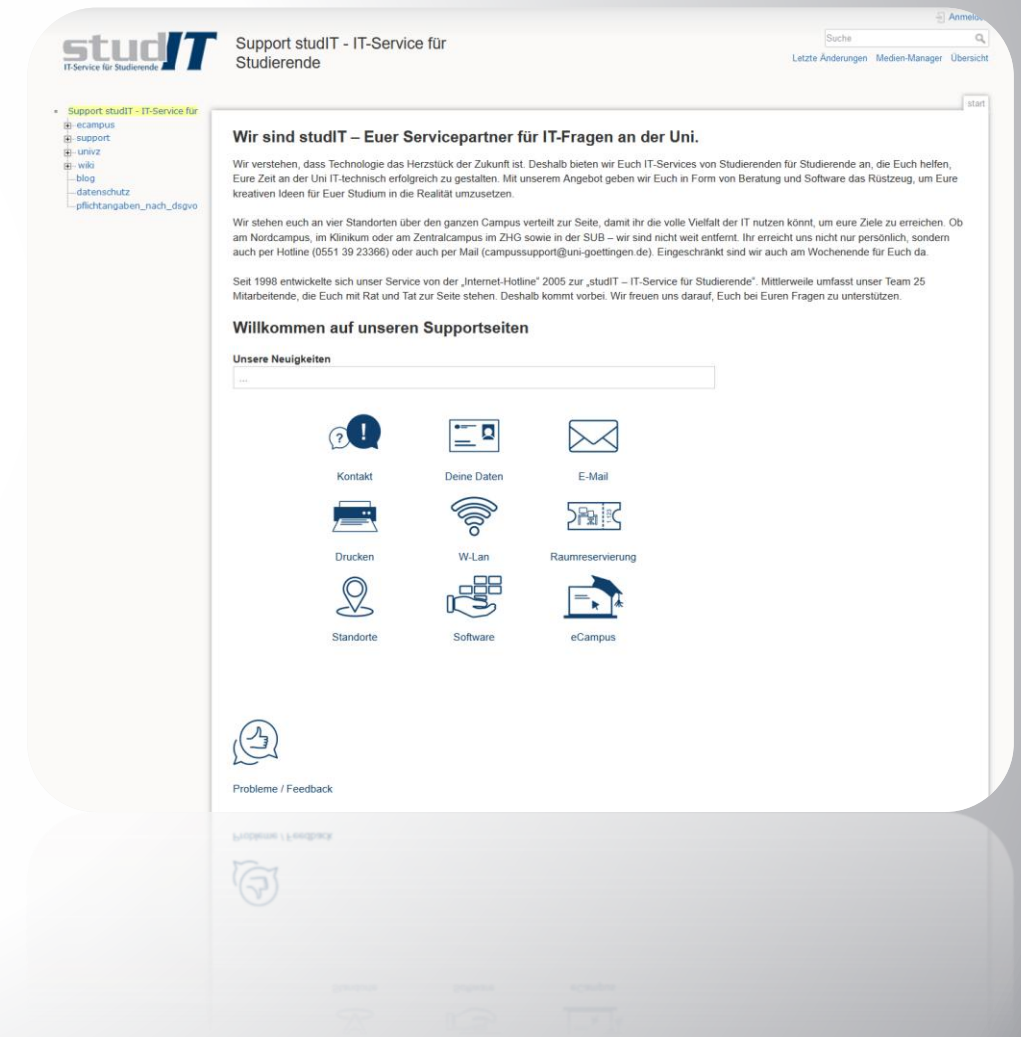 Anmelden
studIT
IT-Service für Studierende
Support studIT - IT-Service für
Studierende
Suche
Letzte Änderungen Medien-Manager Übersicht
start
Support studIT - IT-Service für
ecampus
support
univz
wiki
blog
datenschutz
pflichtangaben_nach_dsgvo
Wir sind studIT – Euer Servicepartner für IT-Fragen an der Uni.
Wir verstehen, dass Technologie das Herzstück der Zukunft ist. Deshalb bieten wir Euch IT-Services von Studierenden für Studierende an, die Euch helfen,
Eure Zeit an der Uni IT-technisch erfolgreich zu gestalten. Mit unserem Angebot geben wir Euch in Form von Beratung und Software das Rüstzeug, um Eure
kreativen Ideen für Euer Studium in die Realität umzusetzen.
Wir stehen euch an vier Standorten über den ganzen Campus verteilt zur Seite, damit ihr die volle Vielfalt der IT nutzen könnt, um eure Ziele zu erreichen. Ob
am Nordcampus, im Klinikum oder am Zentralcampus im ZHG sowie in der SUB – wir sind nicht weit entfernt. Ihr erreicht uns nicht nur persönlich, sondern
auch per Hotline (0551 39 23366) oder auch per Mail (campussupport@uni-goettingen.de). Eingeschränkt sind wir auch am Wochenende für Euch da.
Seit 1998 entwickelte sich unser Service von der „Internet-Hotline" 2005 zur „studIT – IT-Service für Studierende". Mittlerweile umfasst unser Team 25
Mitarbeitende, die Euch mit Rat und Tat zur Seite stehen. Deshalb kommt vorbei. Wir freuen uns darauf, Euch bei Euren Fragen zu unterstützen.
Willkommen auf unseren Supportseiten
Unsere Neuigkeiten
...
Kontakt Deine Daten E-Mail
Drucken W-Lan Raumreservierung
Standorte Software eCampus
Probleme / Feedback